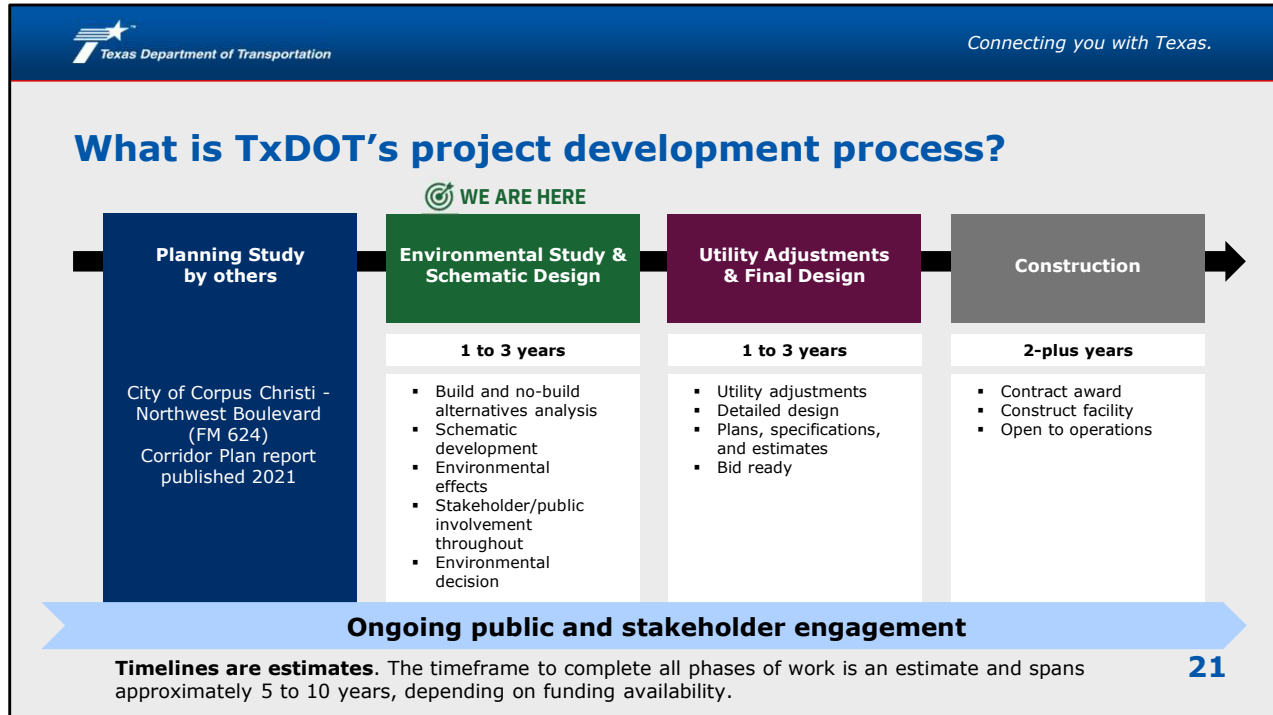 Texas Department of Transportation
Connecting you with Texas.
What is TxDOT’s project development process?
WE ARE HERE
Planning Study
by others
City of Corpus Christi -
Northwest Boulevard
(FM 624)
Corridor Plan report
published 2021
Environmental Study &
Schematic Design
1 to 3 years
▪ Build and no-build
alternatives analysis
▪ Schematic
development
▪ Environmental
effects
▪ Stakeholder/public
involvement
throughout
▪ Environmental
decision
Utility Adjustments
& Final Design
1 to 3 years
▪ Utility adjustments
▪ Detailed design
▪ Plans, specifications,
and estimates
▪ Bid ready
Construction
2-plus years
▪ Contract award
▪ Construct facility
▪ Open to operations
Ongoing public and stakeholder engagement
Timelines are estimates. The timeframe to complete all phases of work is an estimate and spans
approximately 5 to 10 years, depending on funding availability.
21